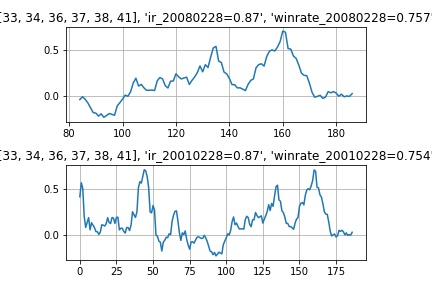 [33, 34, 36, 37, 38, 41], 'ir_20080228=0.87', 'winrate_20080228=0.757'
0.5
0.0
80 100 120 140 160 180
[33, 34, 36, 37, 38, 41], 'ir_20010228=0.87', 'winrate_20010228=0.754'
0.5
0.0
0 25 50 75 100 125 150 175